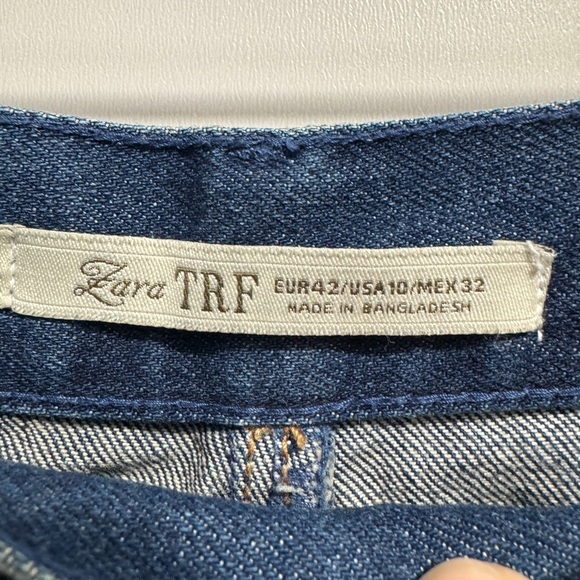 Zara TRF EUR42/USA10/MEX32
MADE IN BANGLADESH